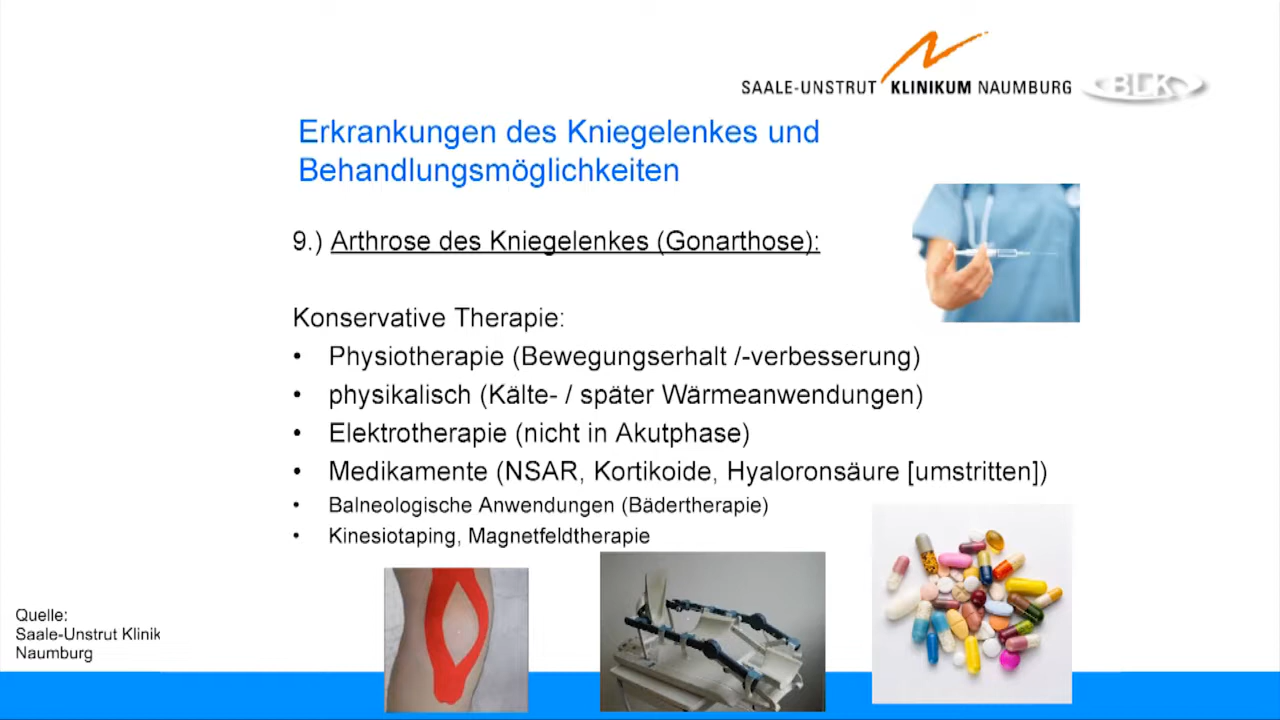 SAALE-UNSTRUT KLINIKUM NAUMBURG
BLK
Erkrankungen des Kniegelenkes und
Behandlungsmöglichkeiten
9.) Arthrose des Kniegelenkes (Gonarthose):
Konservative Therapie:
• Physiotherapie (Bewegungserhalt /-verbesserung)
• physikalisch (Kälte- / später Wärmeanwendungen)
• Elektrotherapie (nicht in Akutphase)
• Medikamente (NSAR, Kortikoide, Hyaloronsäure [umstritten])
• Balneologische Anwendungen (Bädertherapie)
• Kinesiotaping, Magnetfeldtherapie
Quelle:
Saale-Unstrut Klinik
Naumburg